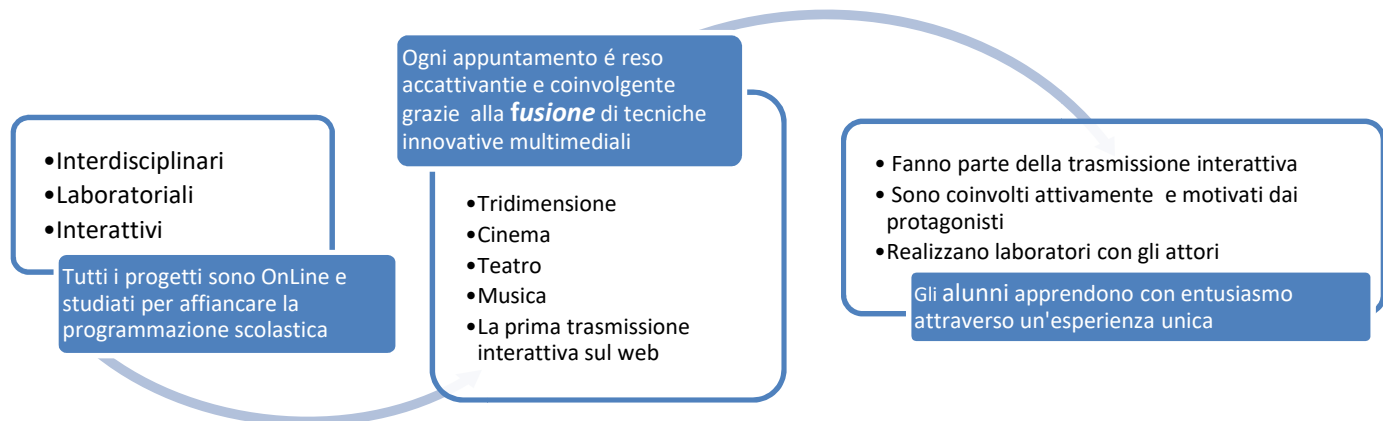 •Interdisciplinari
•Laboratoriali
•Interattivi
Tutti i progetti sono OnLine e
studiati per affiancare la
programmazione scolastica
Ogni appuntamento é reso
accattivantie e coinvolgente
grazie alla fusione di tecniche
innovative multimediali
•Tridimensione
•Cinema
•Teatro
•Musica
•La prima trasmissione
interattiva sul web
• Fanno parte della trasmissione interattiva
• Sono coinvolti attivamente e motivati dai
protagonisti
•Realizzano laboratori con gli attori
Gli alunni apprendono con entusiasmo
attraverso un'esperienza unica